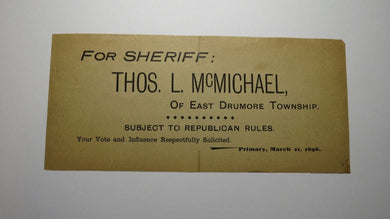 FOR SHERIFF:
THOS. L. MCMICHAEL,
OF EAST DRUMORE TOWNSHIP.
SUBJECT TO REPUBLICAN RULES.
Your Vote and Influence Respectfully Solicited.
Primary, March 21, 1896.